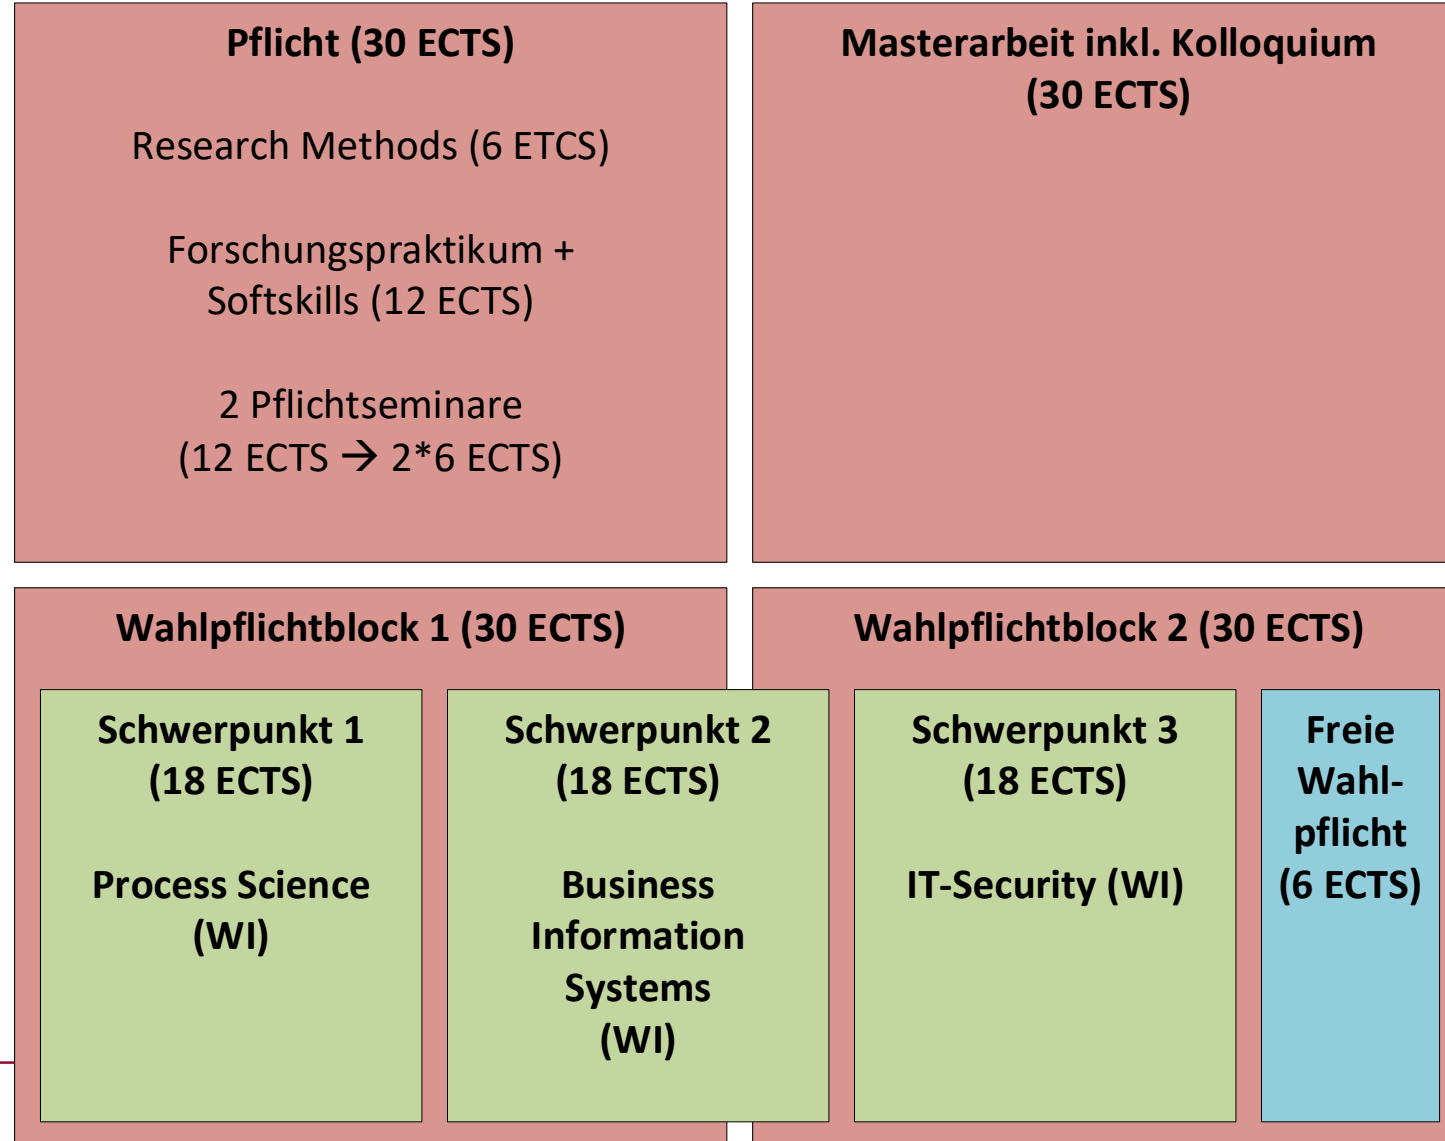 Pflicht (30 ECTS)
Research Methods (6 ETCS)
Forschungspraktikum +
Softskills (12 ECTS)
2 Pflichtseminare
(12 ECTS → 2*6 ECTS)
Masterarbeit inkl. Kolloquium
(30 ECTS)
Wahlpflichtblock 1 (30 ECTS)
Schwerpunkt 1
(18 ECTS)
Process Science
(WI)
Schwerpunkt 2
(18 ECTS)
Business
Information
Systems
(WI)
Wahlpflichtblock 2 (30 ECTS)
Schwerpunkt 3
(18 ECTS)
IT-Security (WI)
Freie
Wahl-
pflicht
(6 ECTS)